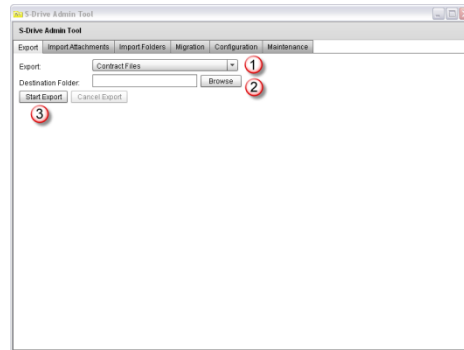 S-Drive Admin Tool
S-Drive Admin Tool
Export Import Attachments Import Folders Migration Configuration Maintenance
Export: Contract Files 1
Destination Folder: Browse 2
Start Export Cancel Export
3